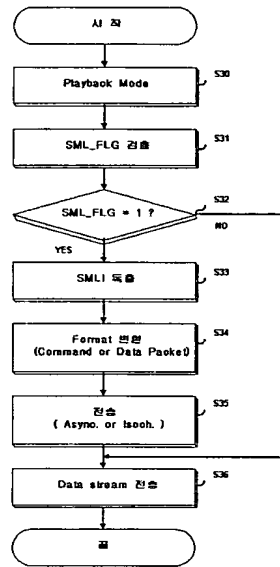 시 작
Playback Mode
S30
SML_FLG 검출
S31
SML_FLG = 1 ?
S32
NO
YES
SMLI 독출
S33
Format 변환
(Command or Data Packet)
S34
전송
( Async. or Isoch. )
S35
Data stream 전송
S36
끝